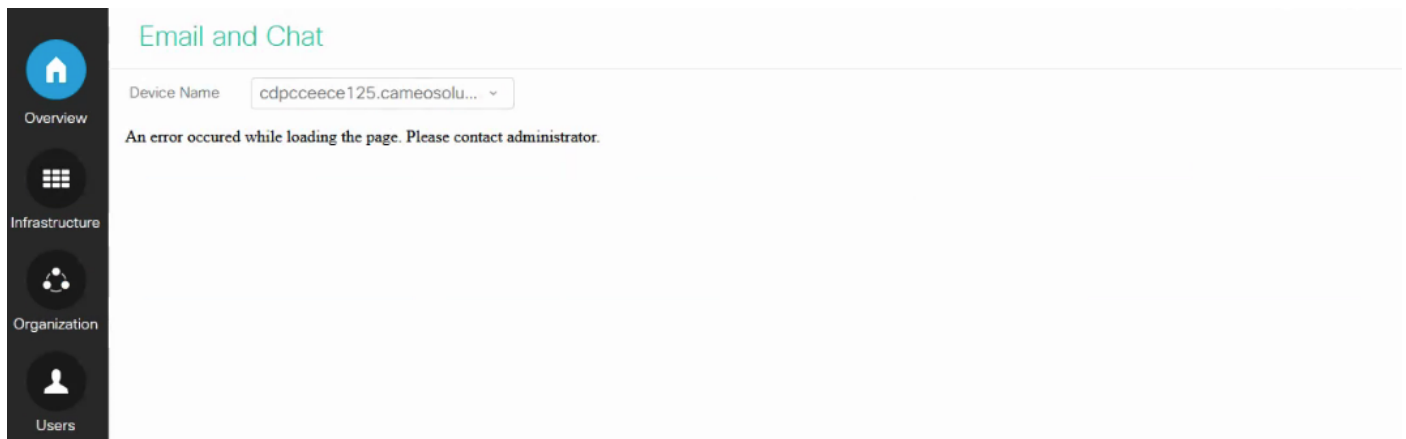 Email and Chat
Device Name cdpcceece125.cameosolu...
An error occured while loading the page. Please contact administrator.
Overview
Infrastructure
Organization
Users